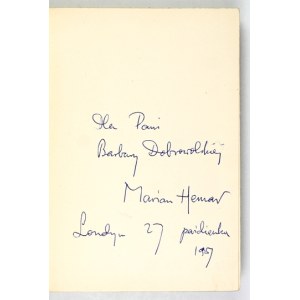 Dla Pani
Barbary Dobrowolskiej
Marian Hemar
Londyn 27 października
1957